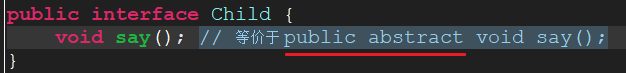 public interface Child {
    void say(); // 等价于public abstract void say();
}